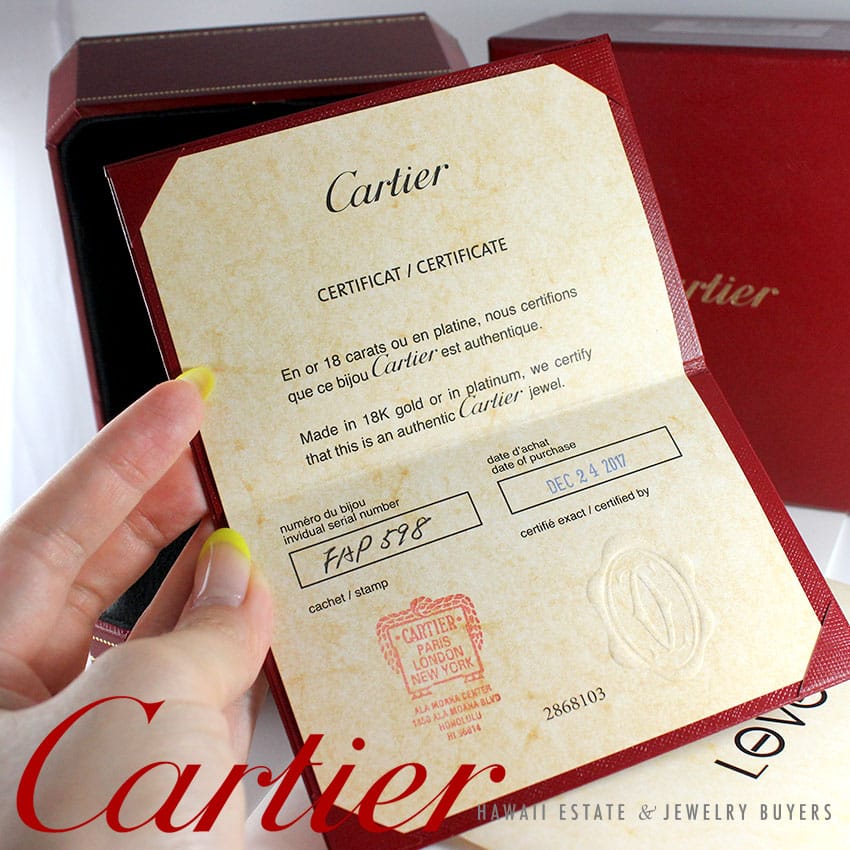 Cartier
CERTIFICAT / CERTIFICATE
En or 18 carats ou en platine, nous certifions
que ce bijou Cartier est authentique.
Made in 18K gold or in platinum, we certify
that this is an authentic Cartier jewel.
numéro du bijou
invidual serial number
FAP 598
date d'achat
date of purchase
DEC 24 2017
cachet / stamp
certifié exact / certified by
CARTIER
PARIS
LONDON
NEW YORK
ALA MOANA CENTER
1450 ALA MOANA BLVD
HONOLULU
HI 96814
2868103
rtier
LOVE
Cartier
HAWAII ESTATE & JEWELRY BUYERS